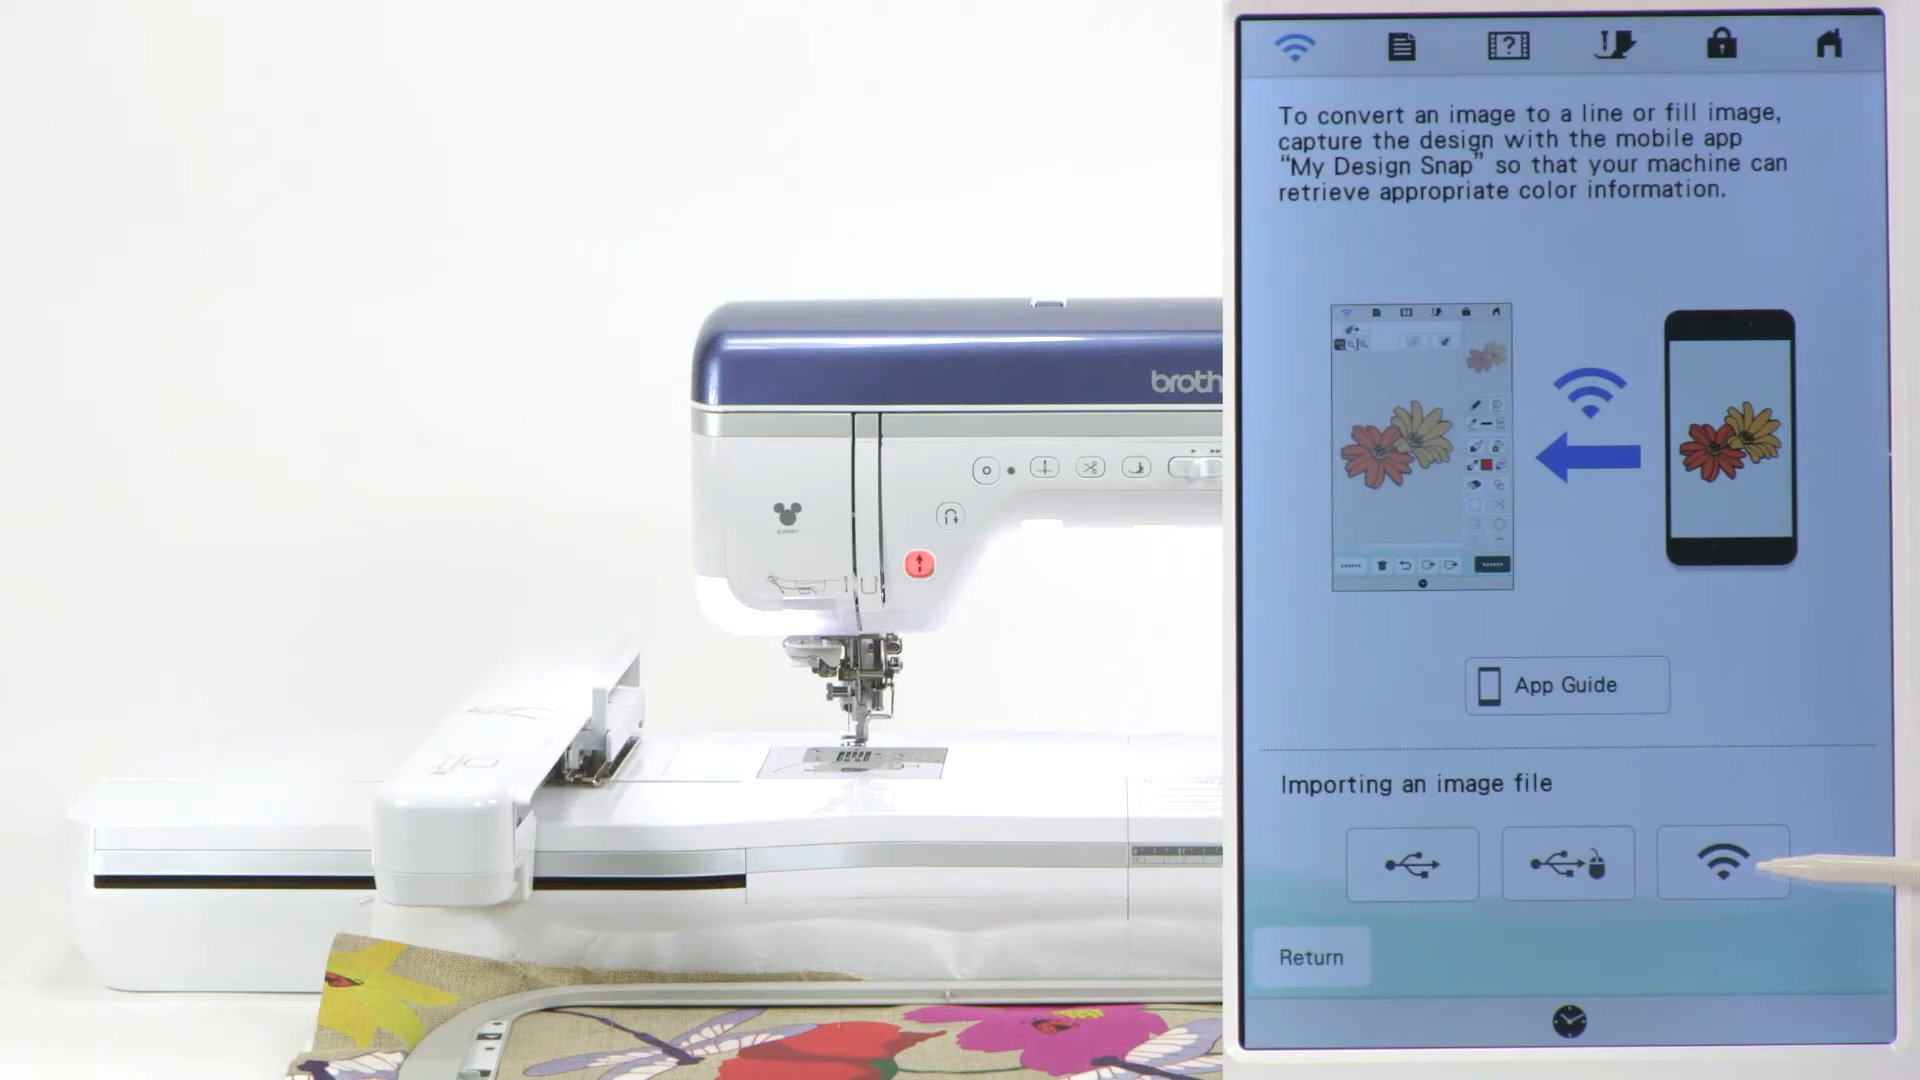 To convert an image to a line or fill image,
capture the design with the mobile app
“My Design Snap” so that your machine can
retrieve appropriate color information.
broth
App Guide
Importing an image file
Return